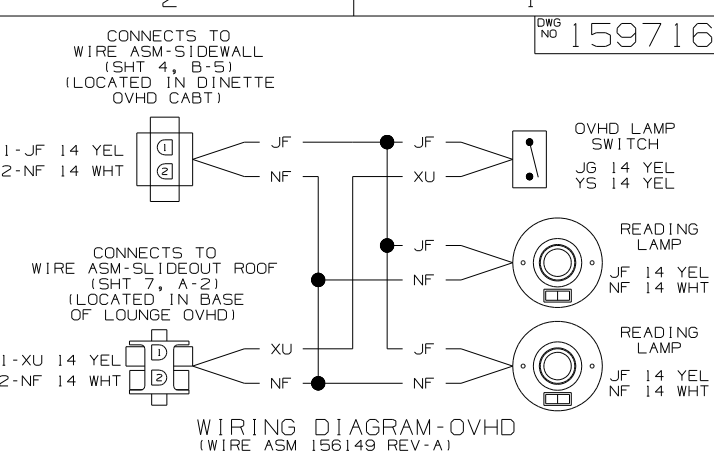 2
1
DWG
NO 159716
CONNECTS TO
WIRE ASM-SIDEWALL
(SHT 4, B-5)
(LOCATED IN DINETTE
OVHD CABT)
1-JF 14 YEL
2-NF 14 WHT
1
2
JF
NF
JF
XU
OVHD LAMP
SWITCH
JG 14 YEL
YS 14 YEL
CONNECTS TO
WIRE ASM-SLIDEOUT ROOF
(SHT 7, A-2)
(LOCATED IN BASE
OF LOUNGE OVHD)
JF
NF
READING
LAMP
JF 14 YEL
NF 14 WHT
1-XU 14 YEL
2-NF 14 WHT
1
2
XU
NF
JF
NF
READING
LAMP
JF 14 YEL
NF 14 WHT
WIRING DIAGRAM-OVHD
(WIRE ASM 156149 REV-A)